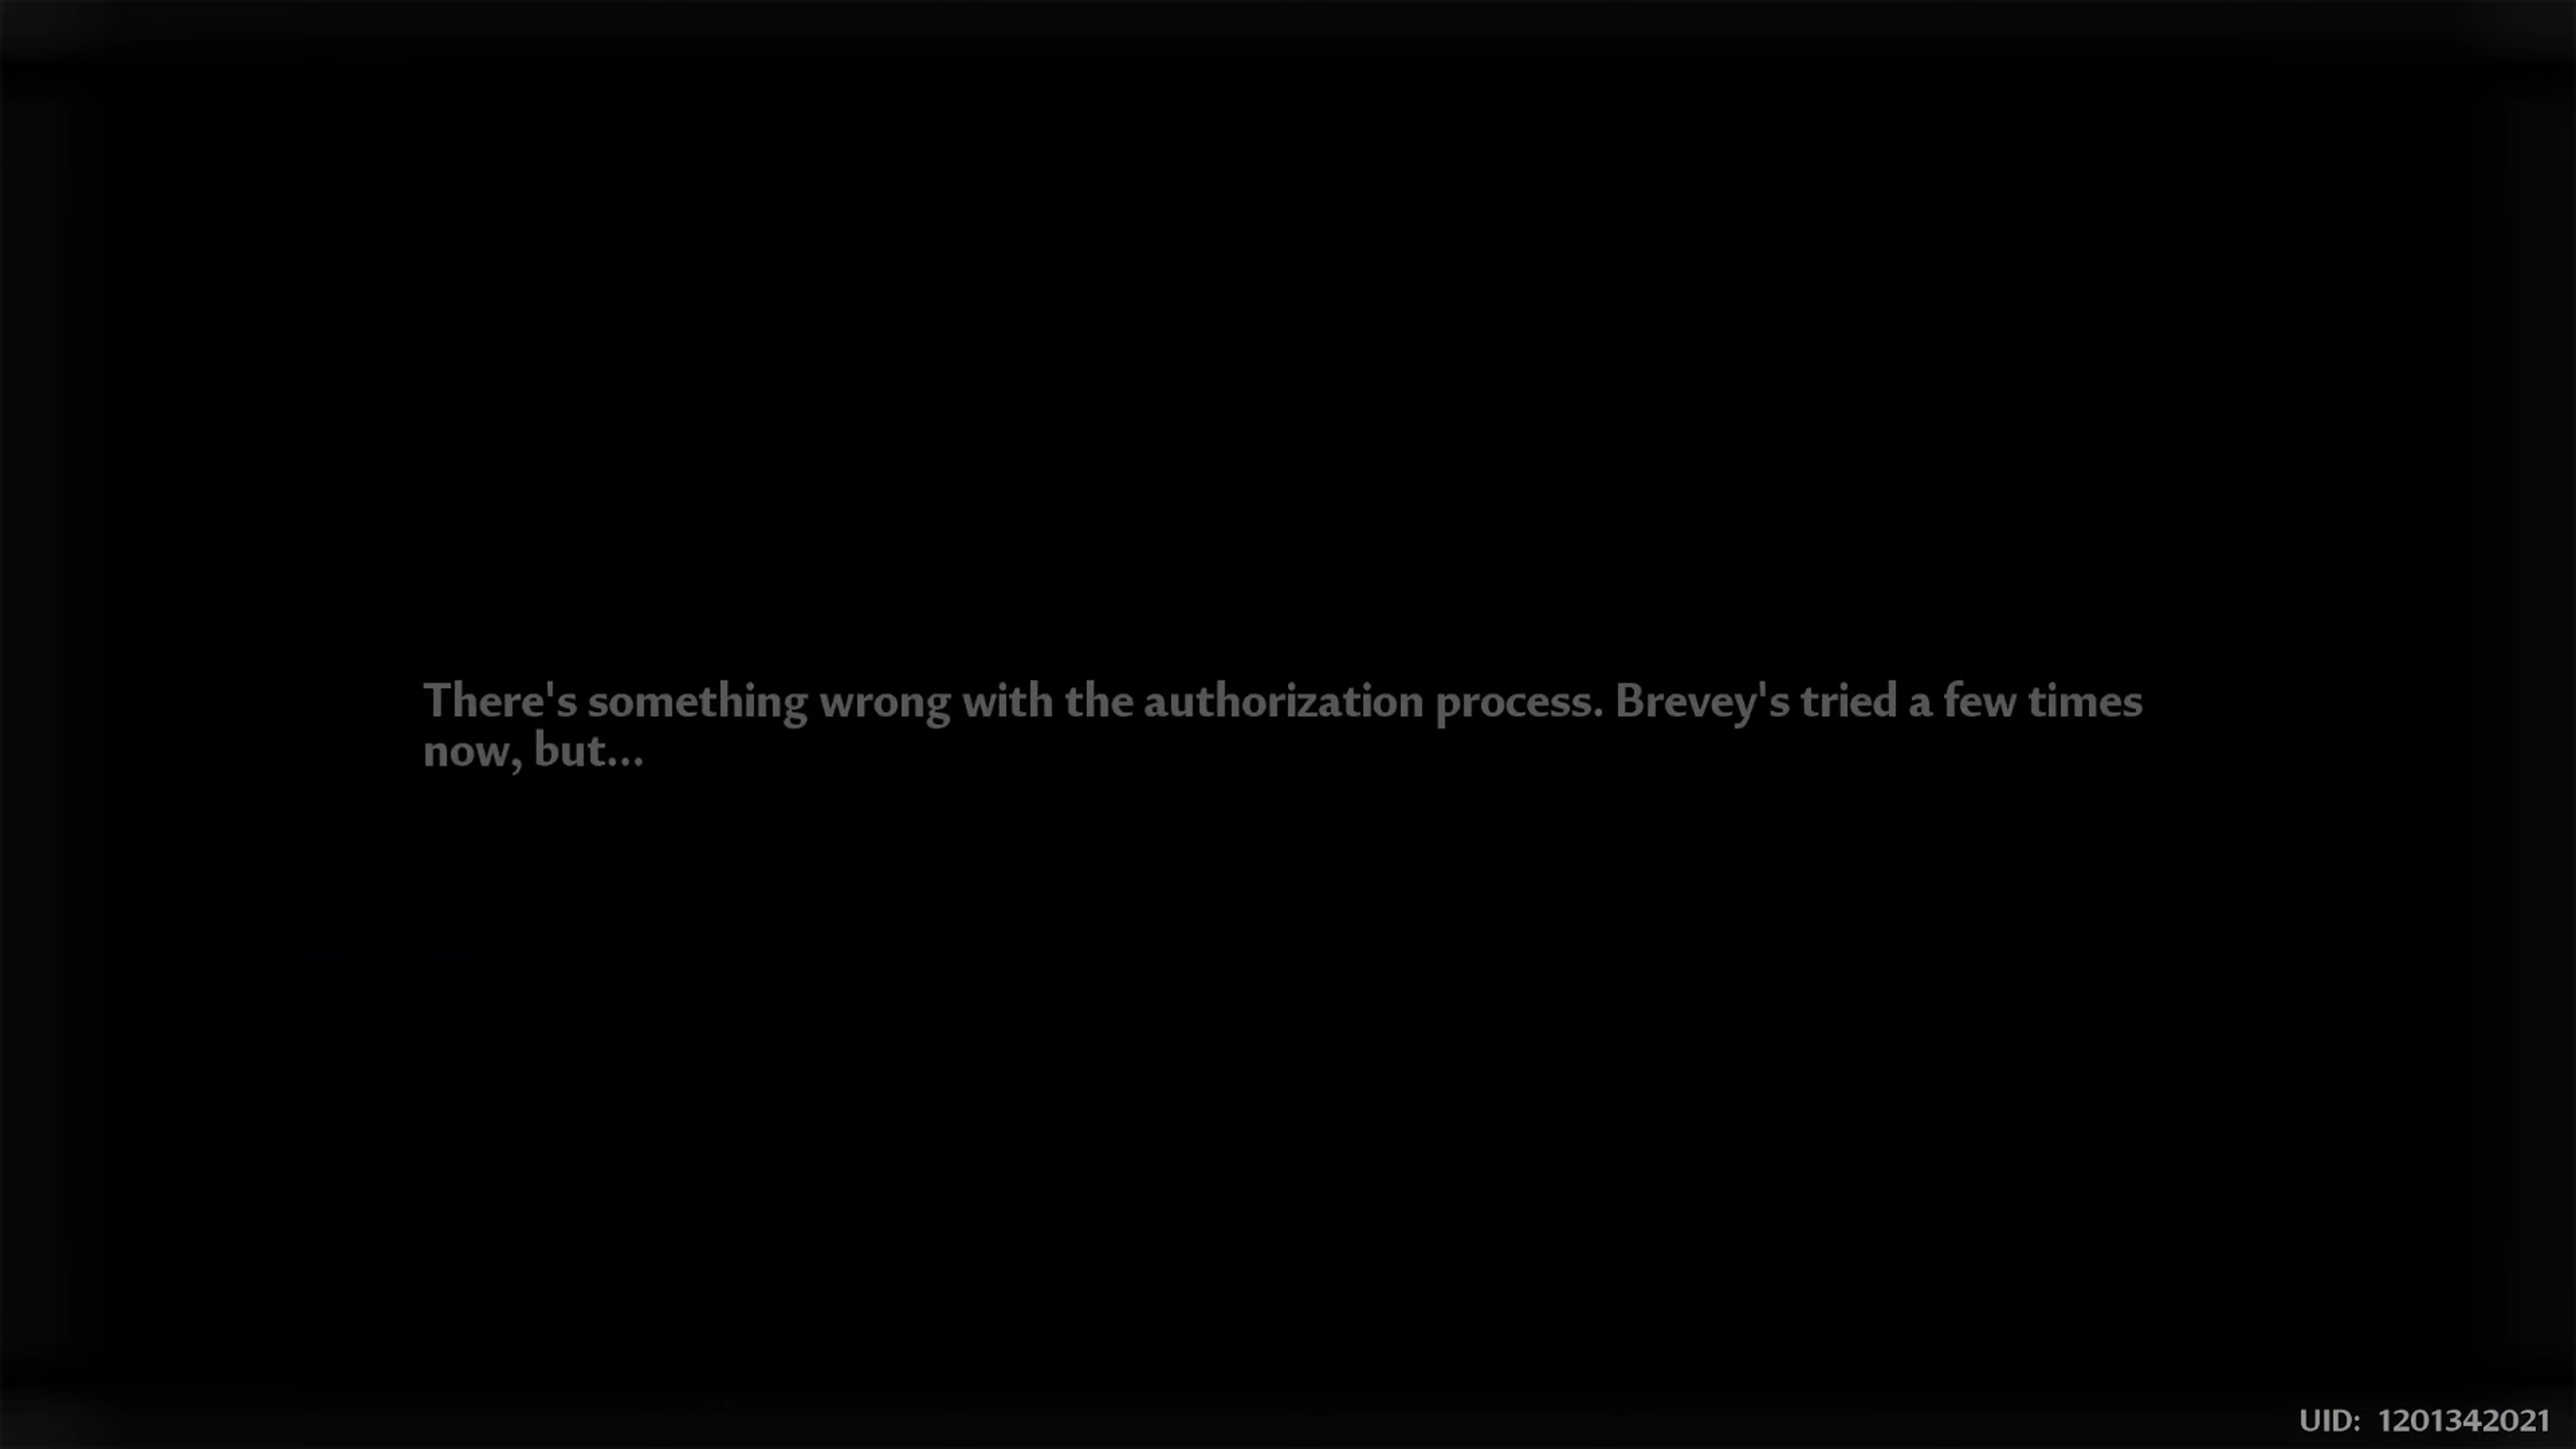 There's something wrong with the authorization process. Brevey's tried a few times
now, but...
UID: 1201342021